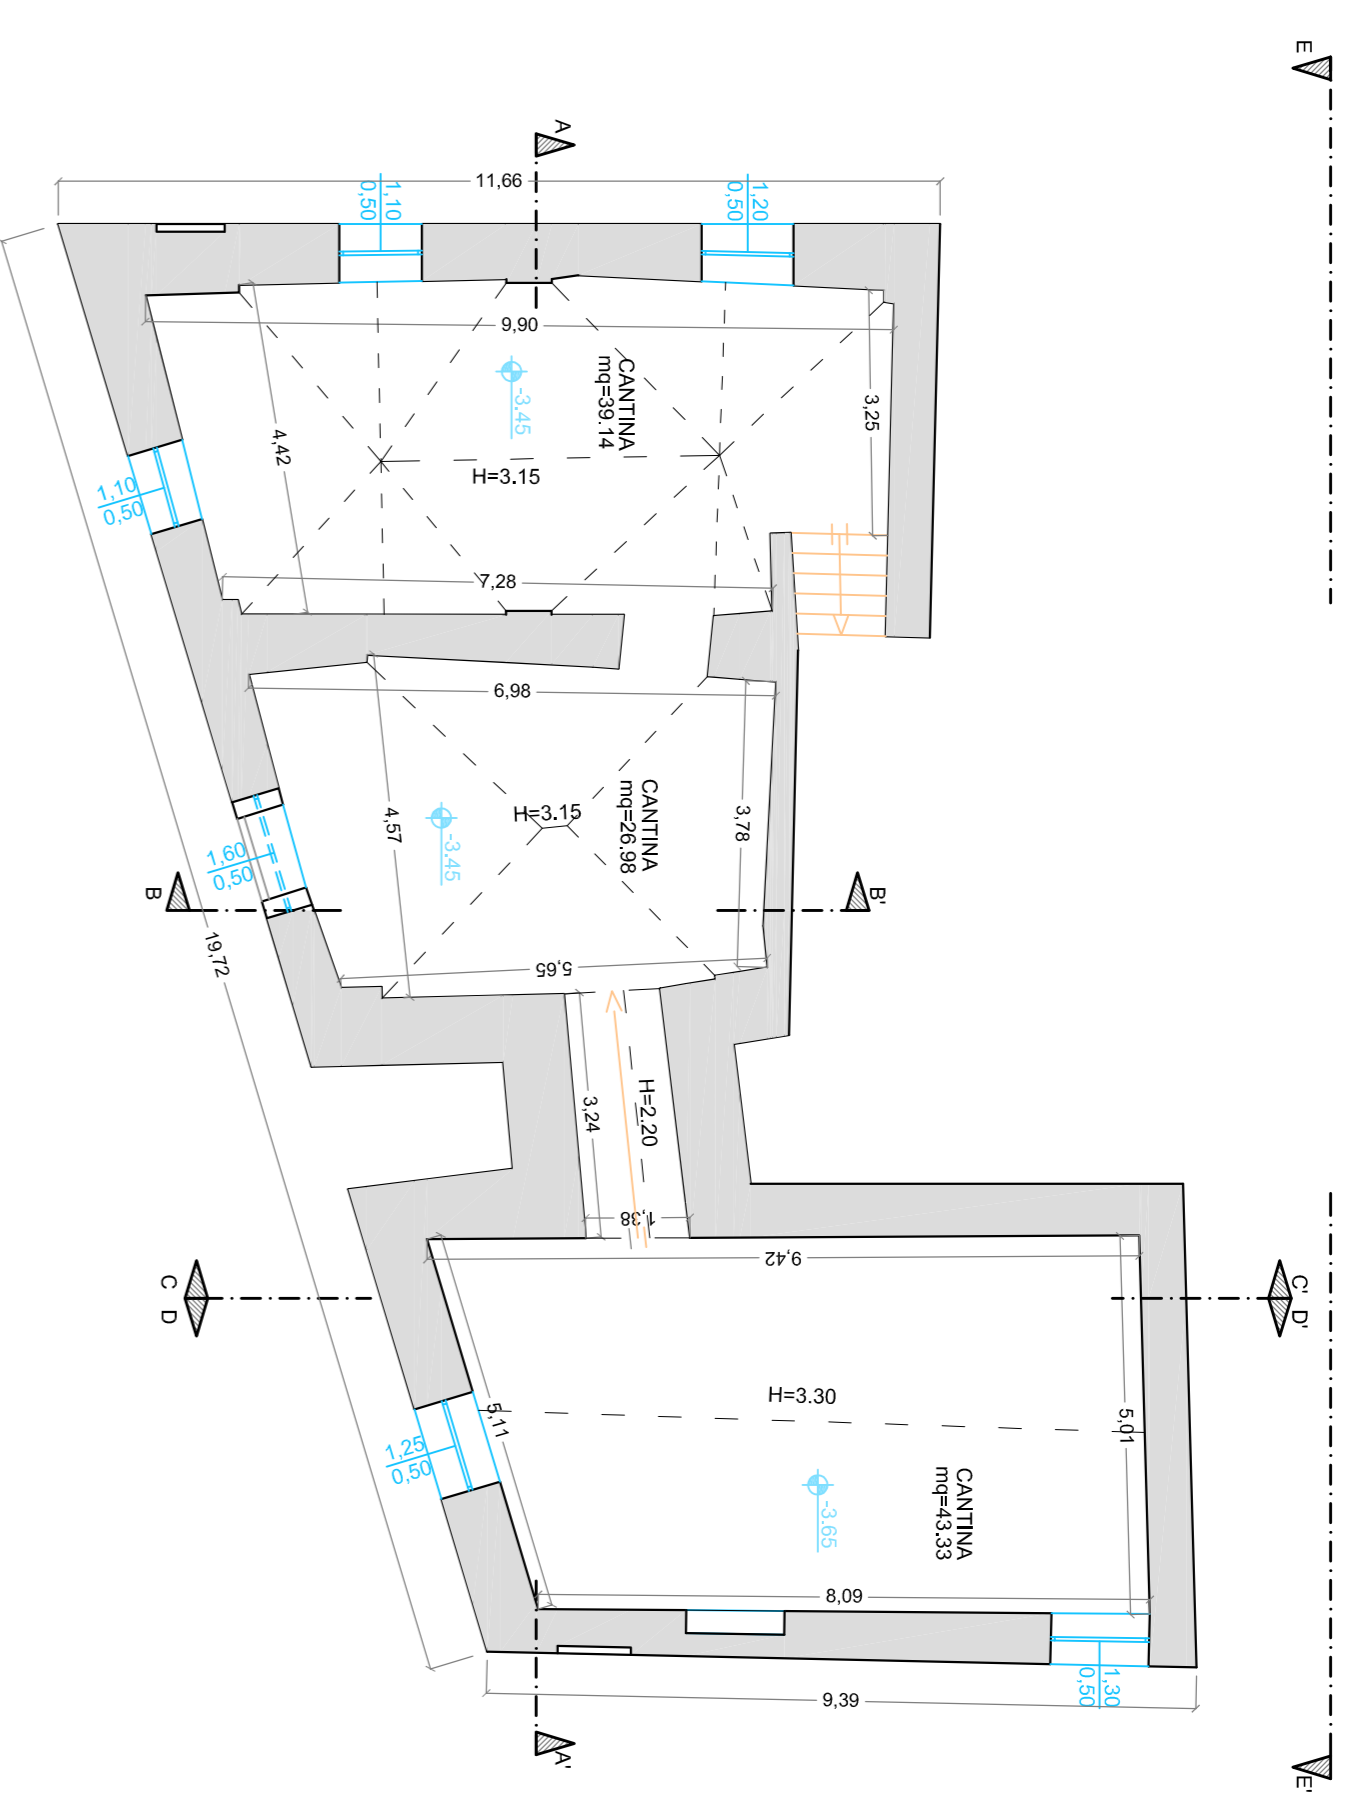 E
A
11,66
1,10
0,50
1,20
0,50
9,90
CANTINA
mq=39.14
-3.45
3,25
4,42
H=3.15
1,10
0,50
7,28
6,98
CANTINA
mq=26.98
H=3.15
-3.45
4,57
3,78
1,60
0,50
B
B'
19,72
5,65
3,24
H=2.20
1,38
9,42
C
D
C'
D'
H=3.30
5,11
5,01
1,25
0,50
CANTINA
mq=43.33
-3.65
8,09
1,30
0,50
9,39
A'
E'